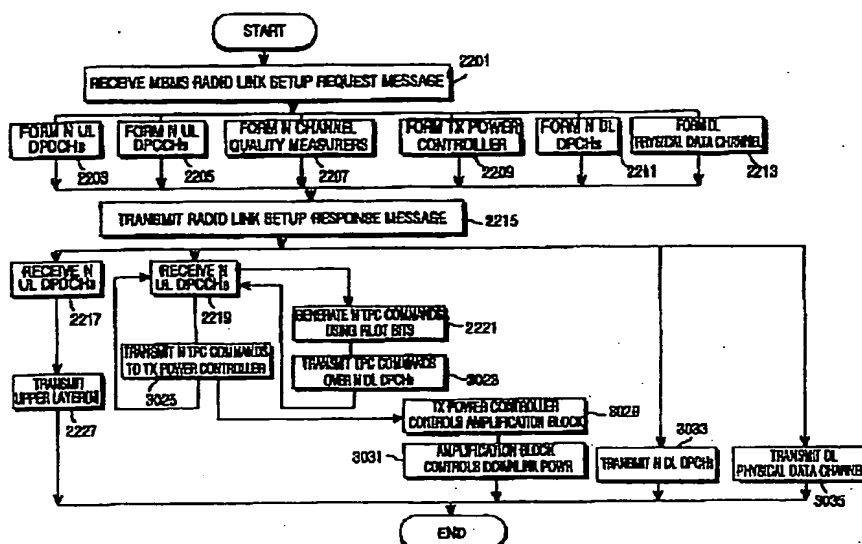 START
RECEIVE MBMS RADIO LINK SETUP REQUEST MESSAGE
2201
FORM N UL
DPDCHs
2203
FORM N UL
DPCCHs
2205
FORM N CHANNEL
QUALITY MEASURERS
2207
FORM TX POWER
CONTROLLER
2209
FORM N DL
DPCHs
2211
FORM DL
PHYSICAL DATA CHANNEL
2213
TRANSMIT RADIO LINK SETUP RESPONSE MESSAGE
2215
RECEIVE N
UL DPDCHs
2217
RECEIVE N
UL DPCCHs
2219
GENERATE N TPC COMMANDS
USING PILOT BITS
2221
TRANSMIT N TPC COMMANDS
TO TX POWER CONTROLLER
3025
TRANSMIT TPC COMMANDS
OVER N DL DPCHs
3023
TRANSMIT
UPPER LAYER(S)
2227
TX POWER CONTROLLER
CONTROLS AMPLIFICATION BLOCK
3029
3031
AMPLIFICATION BLOCK
CONTROLS DOWNLINK POWR
3033
TRANSMIT N DL DPCHs
TRANSMIT DL
PHYSICAL DATA CHANNEL
3035
END